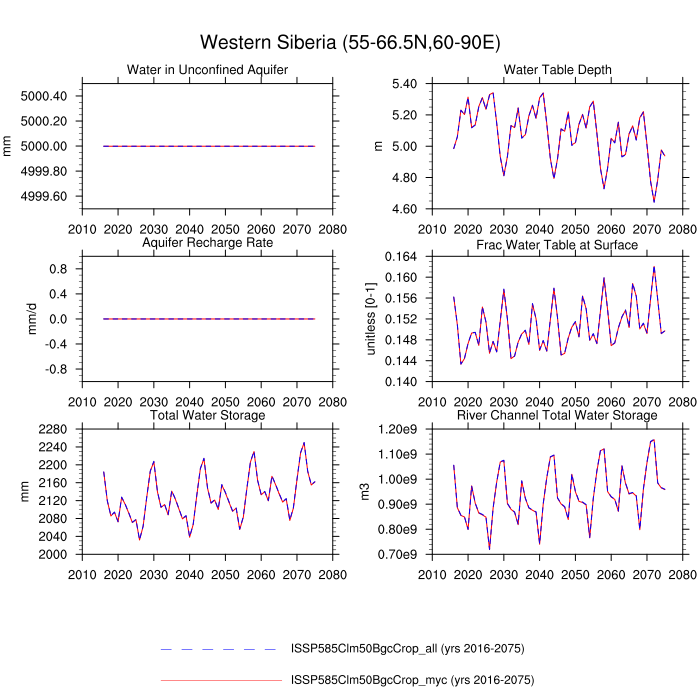 Western Siberia (55-66.5N,60-90E)
Water in Unconfined Aquifer
5000.40
5000.20
5000.00
4999.80
4999.60
mm
2010 2020 2030 2040 2050 2060 2070 2080
Water Table Depth
5.40
5.20
5.00
4.80
4.60
m
2010 2020 2030 2040 2050 2060 2070 2080
Aquifer Recharge Rate
0.8
0.4
0.0
-0.4
-0.8
mm/d
2010 2020 2030 2040 2050 2060 2070 2080
Frac Water Table at Surface
0.164
0.160
0.156
0.152
0.148
0.144
0.140
unitless [0-1]
2010 2020 2030 2040 2050 2060 2070 2080
Total Water Storage
2280
2240
2200
2160
2120
2080
2040
2000
mm
2010 2020 2030 2040 2050 2060 2070 2080
River Channel Total Water Storage
1.20e9
1.10e9
1.00e9
0.90e9
0.80e9
0.70e9
m3
2010 2020 2030 2040 2050 2060 2070 2080
ISSP585Clm50BgcCrop_all (yrs 2016-2075)
ISSP585Clm50BgcCrop_myc (yrs 2016-2075)